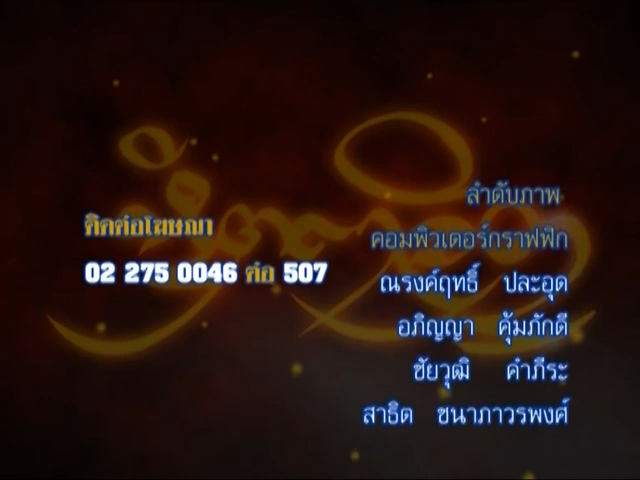 ติดต่อโฆษณา
02 275 0046 ต่อ 507
ลำดับภาพ
คอมพิวเตอร์กราฟฟิก
ณรงค์ฤทธิ์ ปละอุด
อภิญญา คุ้มภักดี
ชัยวุฒิ คำภีระ
สาธิต ชนาภาวรพงศ์